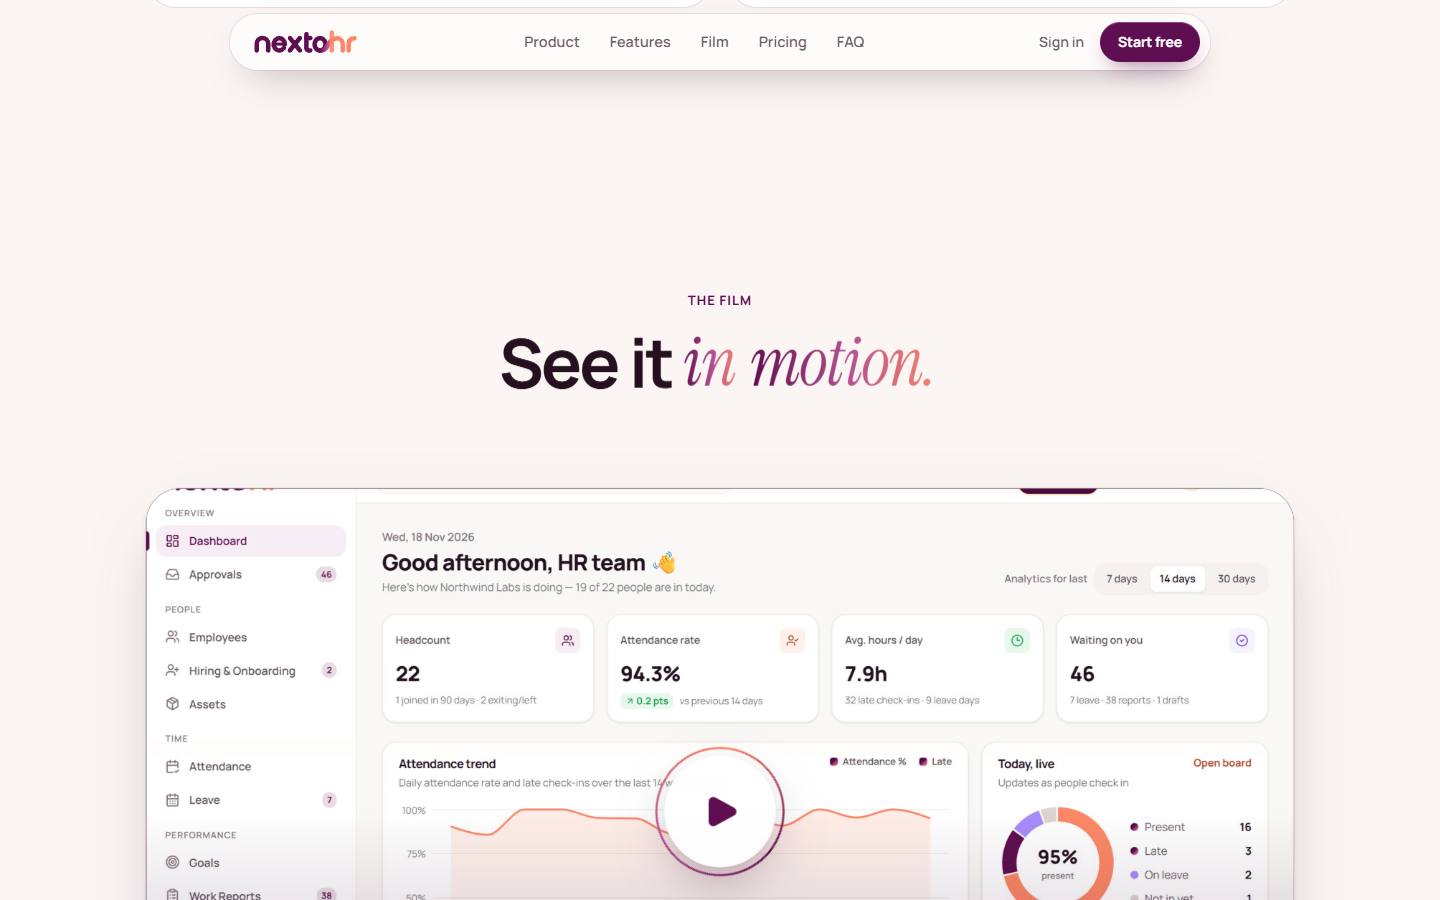 nextohr
Product Features Film Pricing FAQ
Sign in
Start free
THE FILM
See it in motion.
OVERVIEW
Dashboard
Approvals 46
PEOPLE
Employees
Hiring & Onboarding 2
Assets
TIME
Attendance
Leave 7
PERFORMANCE
Goals
Work Reports 38
Wed, 18 Nov 2026
Good afternoon, HR team 👋
Here's how Northwind Labs is doing — 19 of 22 people are in today.
Analytics for last 7 days 14 days 30 days
Headcount
22
1 joined in 90 days · 2 exiting/left
Attendance rate
94.3%
↗ 0.2 pts vs previous 14 days
Avg. hours / day
7.9h
32 late check-ins · 9 leave days
Waiting on you
46
7 leave · 38 reports · 1 drafts
Attendance trend
Daily attendance rate and late check-ins over the last 14 w
Attendance % Late
100%
75%
50%
Today, live
Open board
Updates as people check in
95%
present
Present 16
Late 3
On leave 2
Not in yet 1